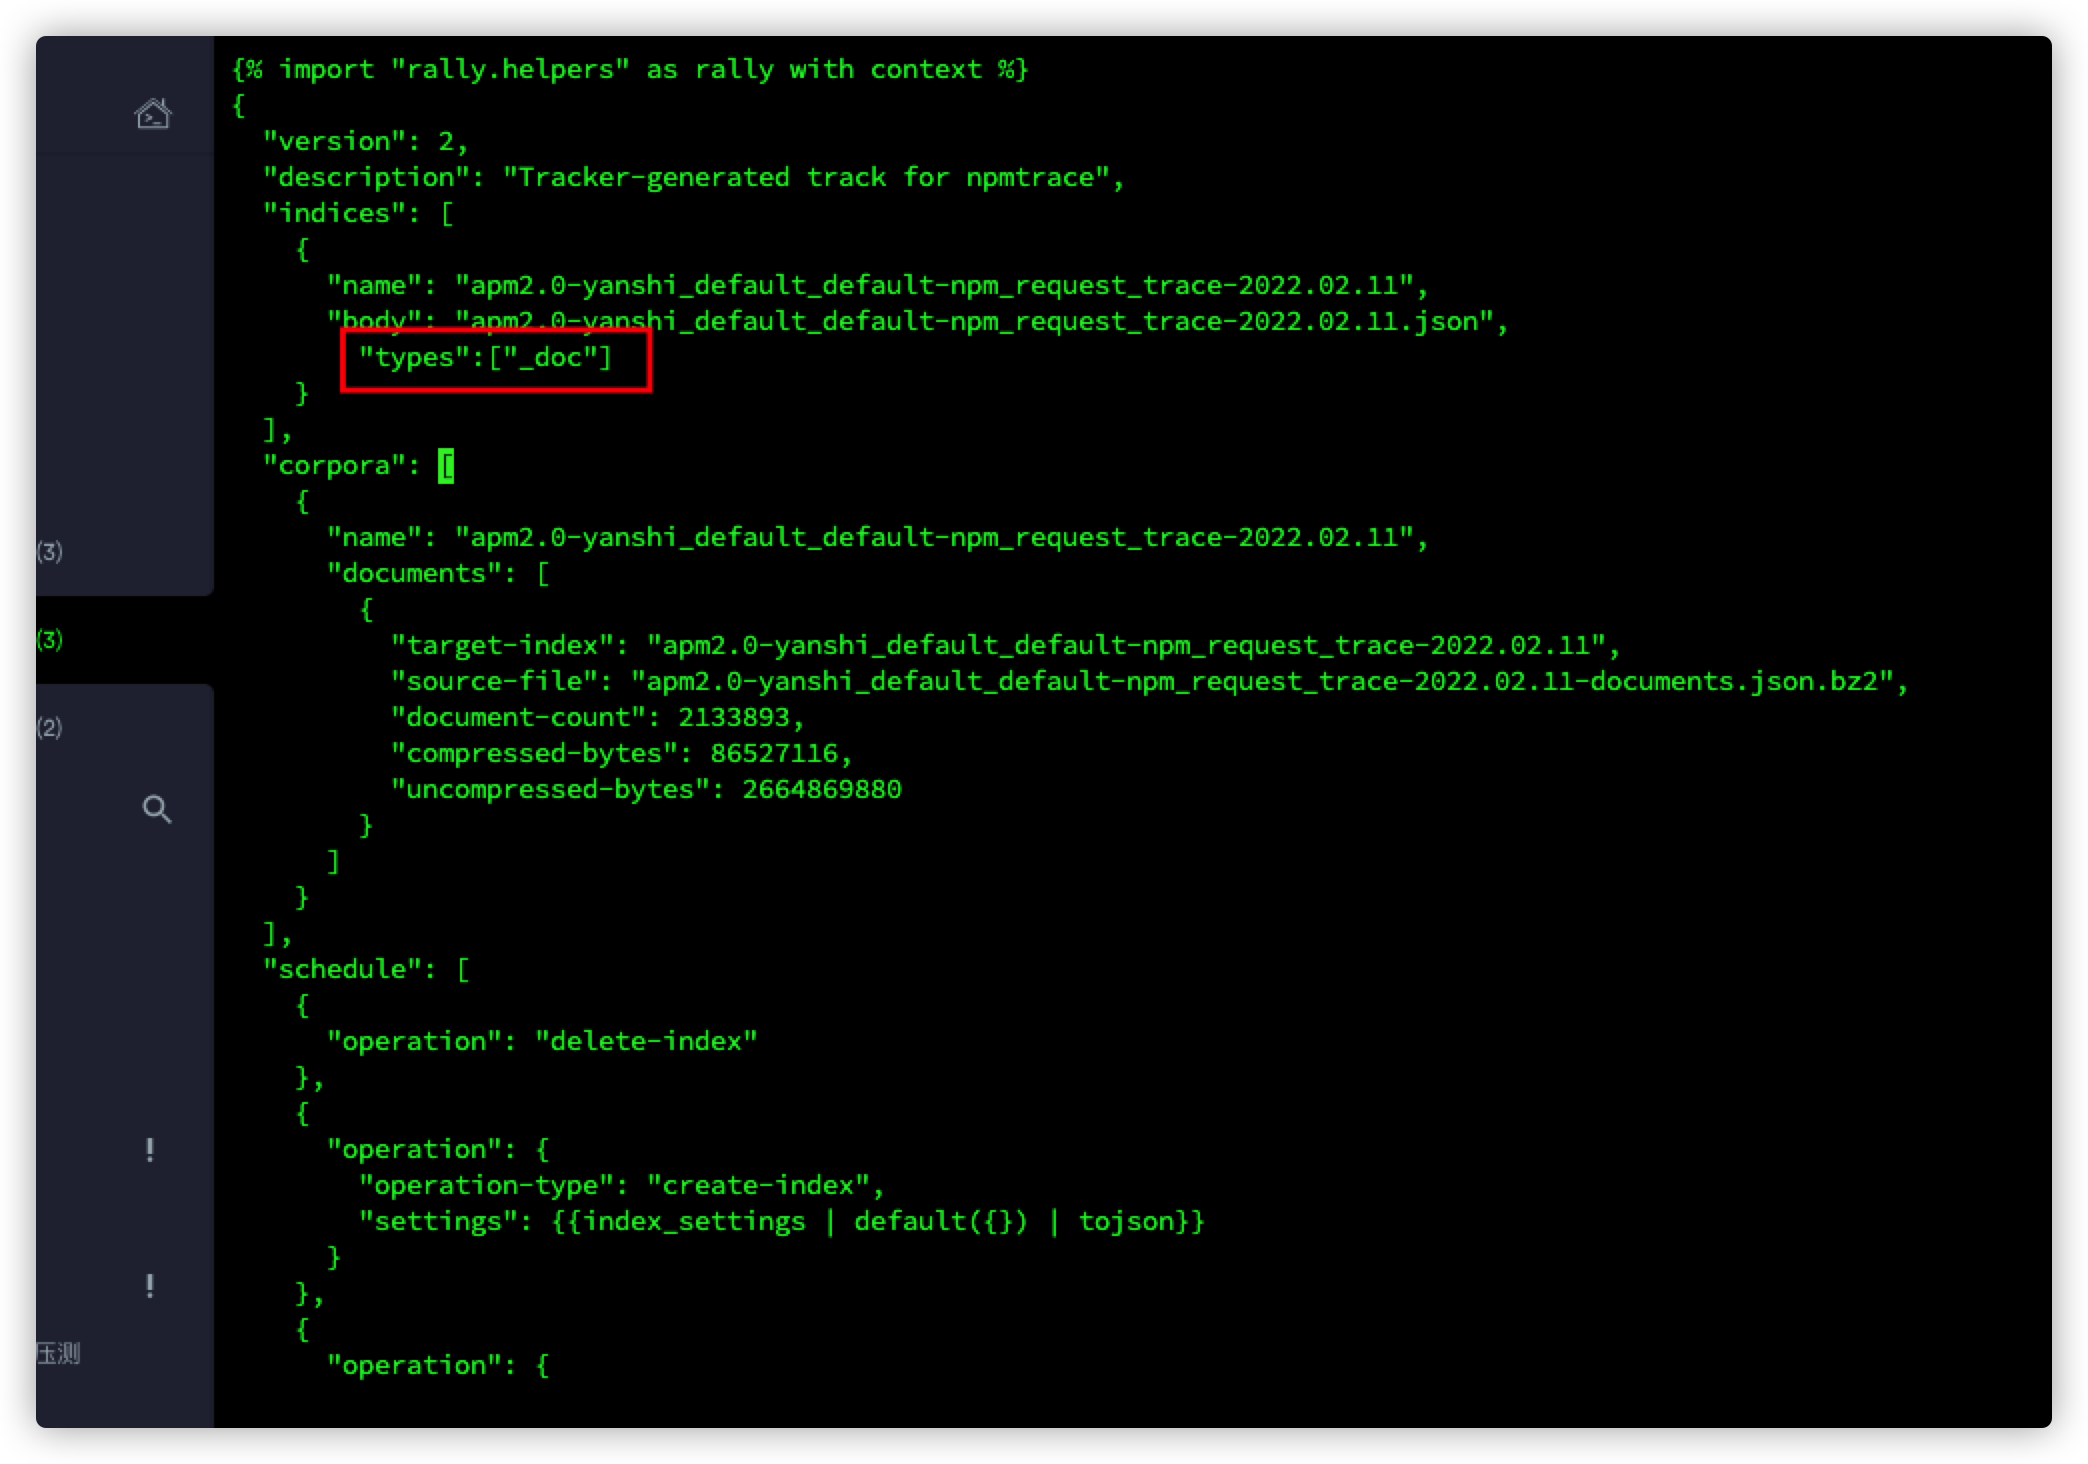 {% import "rally.helpers" as rally with context %}
{
  "version": 2,
  "description": "Tracker-generated track for npmtrace",
  "indices": [
    {
      "name": "apm2.0-yanshi_default_default-npm_request_trace-2022.02.11",
      "body": "apm2.0-yanshi_default_default-npm_request_trace-2022.02.11.json",
        "types":["_doc"]
    }
  ],
  "corpora": [
    {
      "name": "apm2.0-yanshi_default_default-npm_request_trace-2022.02.11",
      "documents": [
        {
          "target-index": "apm2.0-yanshi_default_default-npm_request_trace-2022.02.11",
          "source-file": "apm2.0-yanshi_default_default-npm_request_trace-2022.02.11-documents.json.bz2",
          "document-count": 2133893,
          "compressed-bytes": 86527116,
          "uncompressed-bytes": 2664869880
        }
      ]
    }
  ],
  "schedule": [
    {
      "operation": "delete-index"
    },
    {
      "operation": {
        "operation-type": "create-index",
        "settings": {{index_settings | default({}) | tojson}}
      }
    },
    {
      "operation": {
(3)
(3)
(2)
!
!
压测